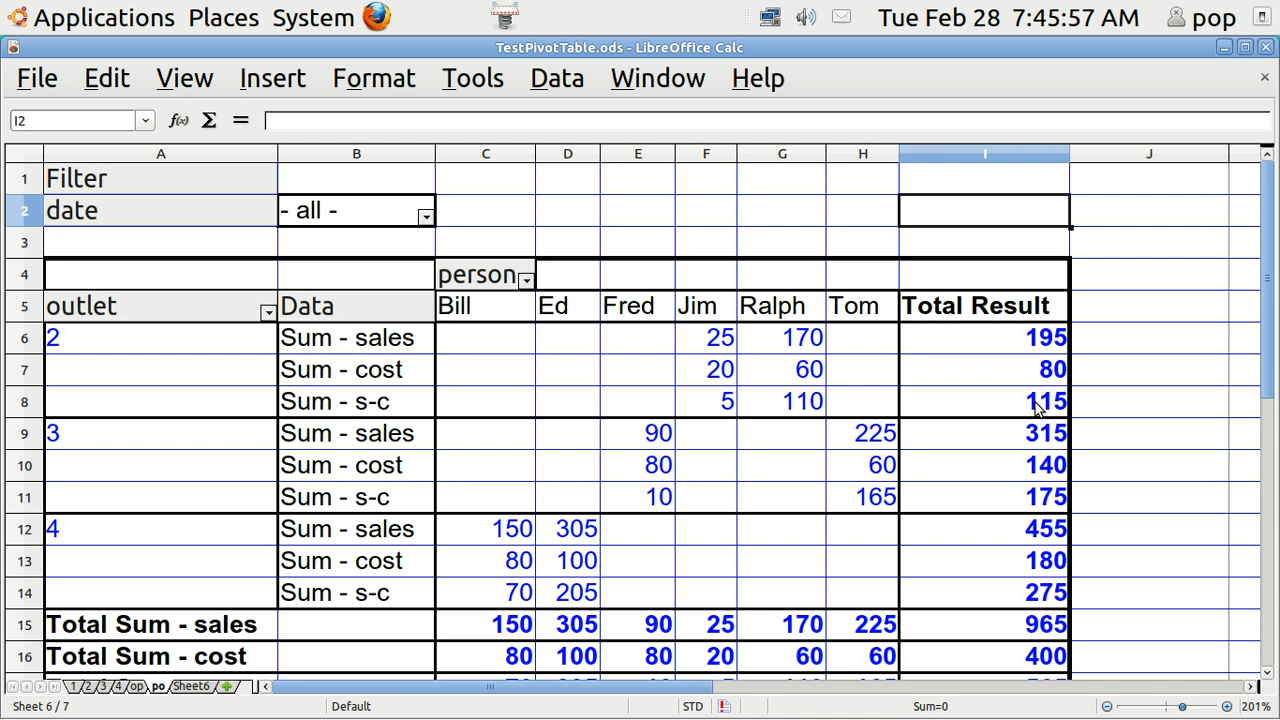 Applications Places System Tue Feb 28 7:45:57 AM pop
TestPivotTable.ods - LibreOffice Calc
File Edit View Insert Format Tools Data Window Help
I2
A B C D E F G H I J
1 Filter
2 date - all -
3
4 person
5 outlet Data Bill Ed Fred Jim Ralph Tom Total Result
6 2 Sum - sales 25 170 195
7 Sum - cost 20 60 80
8 Sum - s-c 5 110 115
9 3 Sum - sales 90 225 315
10 Sum - cost 80 60 140
11 Sum - s-c 10 165 175
12 4 Sum - sales 150 305 455
13 Sum - cost 80 100 180
14 Sum - s-c 70 205 275
15 Total Sum - sales 150 305 90 25 170 225 965
16 Total Sum - cost 80 100 80 20 60 60 400
1 2 3 4 op po Sheet6
Sheet 6 / 7 Default STD Sum=0 201%